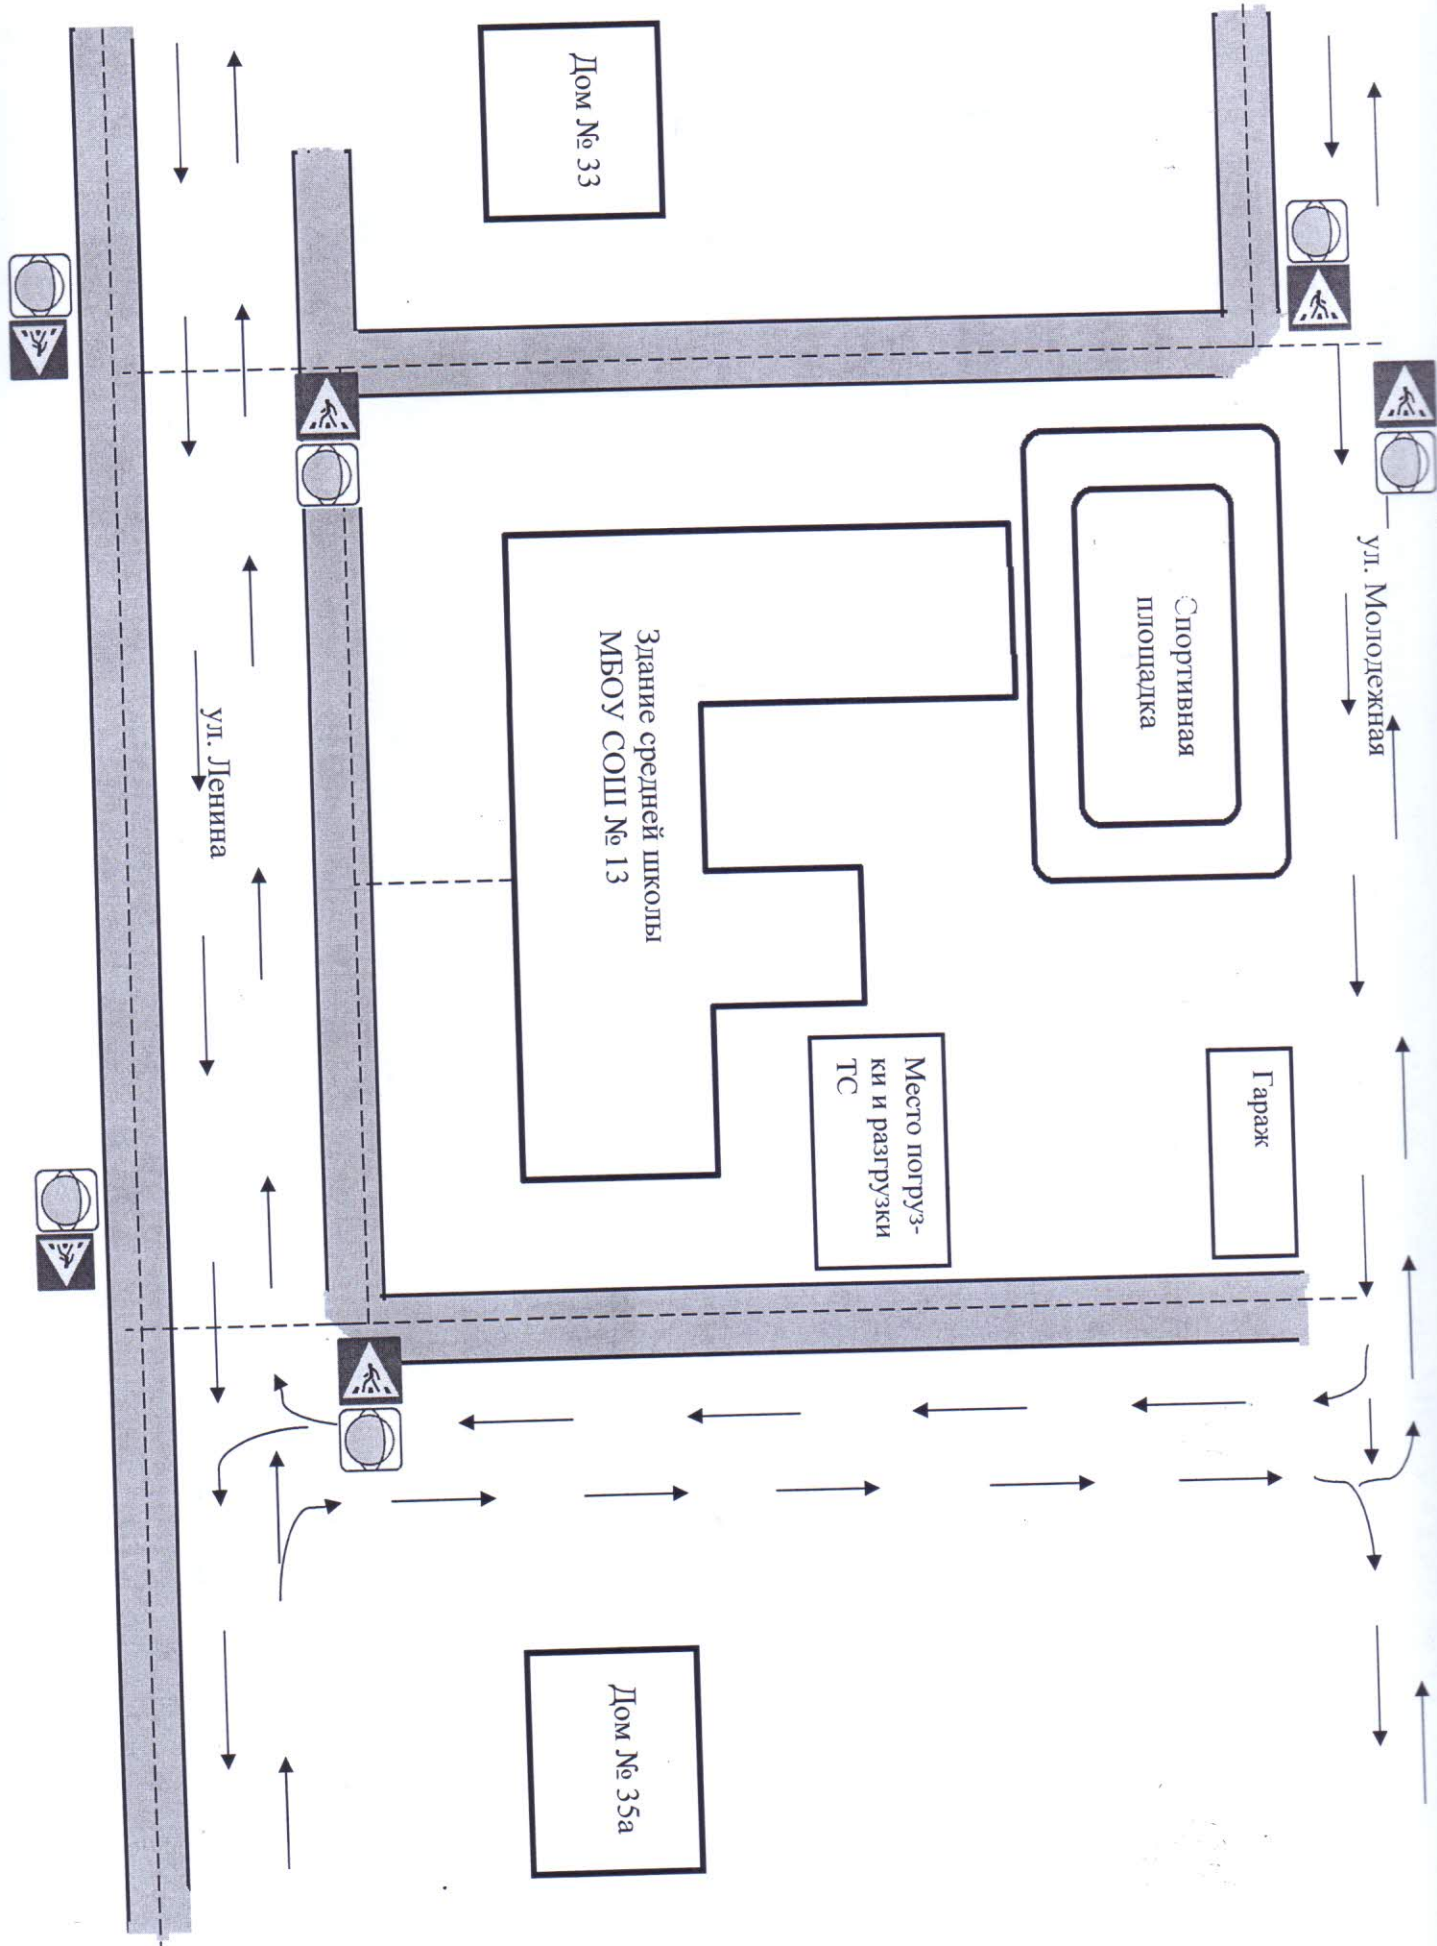 ул. Молодежная
Спортивная
площадка
Гараж
Место погруз-
ки и разгрузки
ТС
Здание средней школы
МБОУ СОШ № 13
Дом № 33
Дом № 35а
ул. Ленина